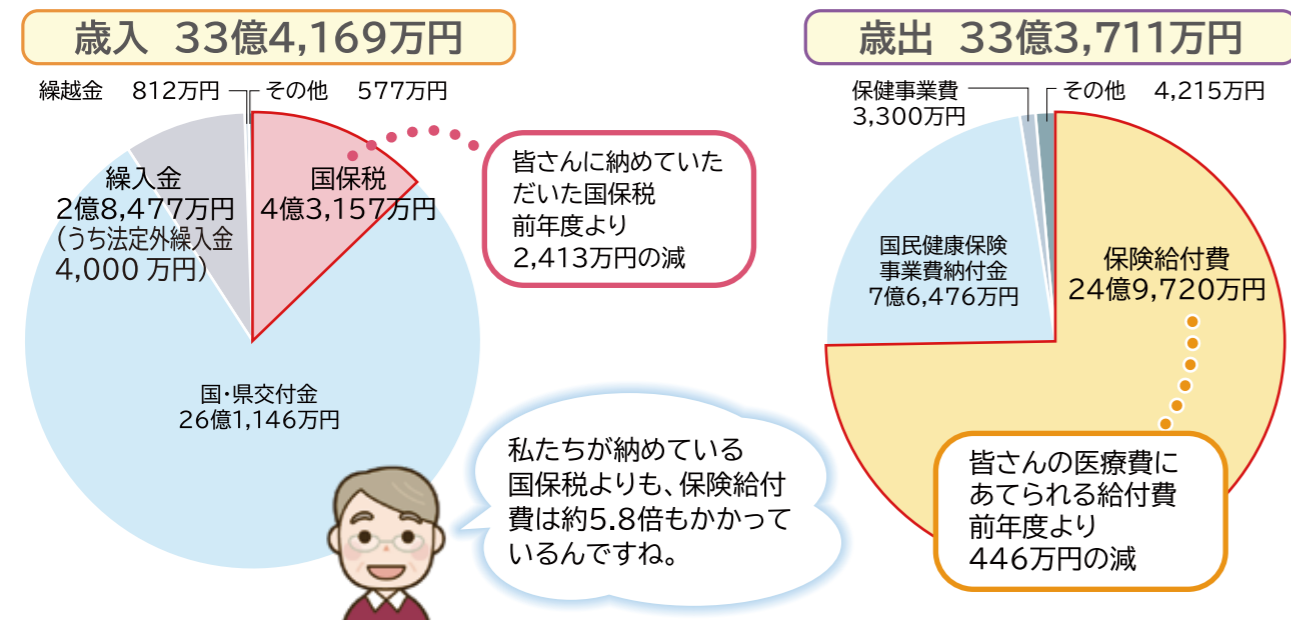 歳入 33億4,169万円
繰越金 812万円
その他 577万円
繰入金
2億8,477万円
(うち法定外繰入金
4,000 万円)
国保税
4億3,157万円
皆さんに納めていた
だいた国保税
前年度より
2,413万円の減
国・県交付金
26億1,146万円
私たちが納めている
国保税よりも、保険給付
費は約5.8倍もかかって
いるんですね。
歳出 33億3,711万円
保健事業費
3,300万円
その他 4,215万円
国民健康保険
事業費納付金
7億6,476万円
保険給付費
24億9,720万円
皆さんの医療費に
あてられる給付費
前年度より
446万円の減